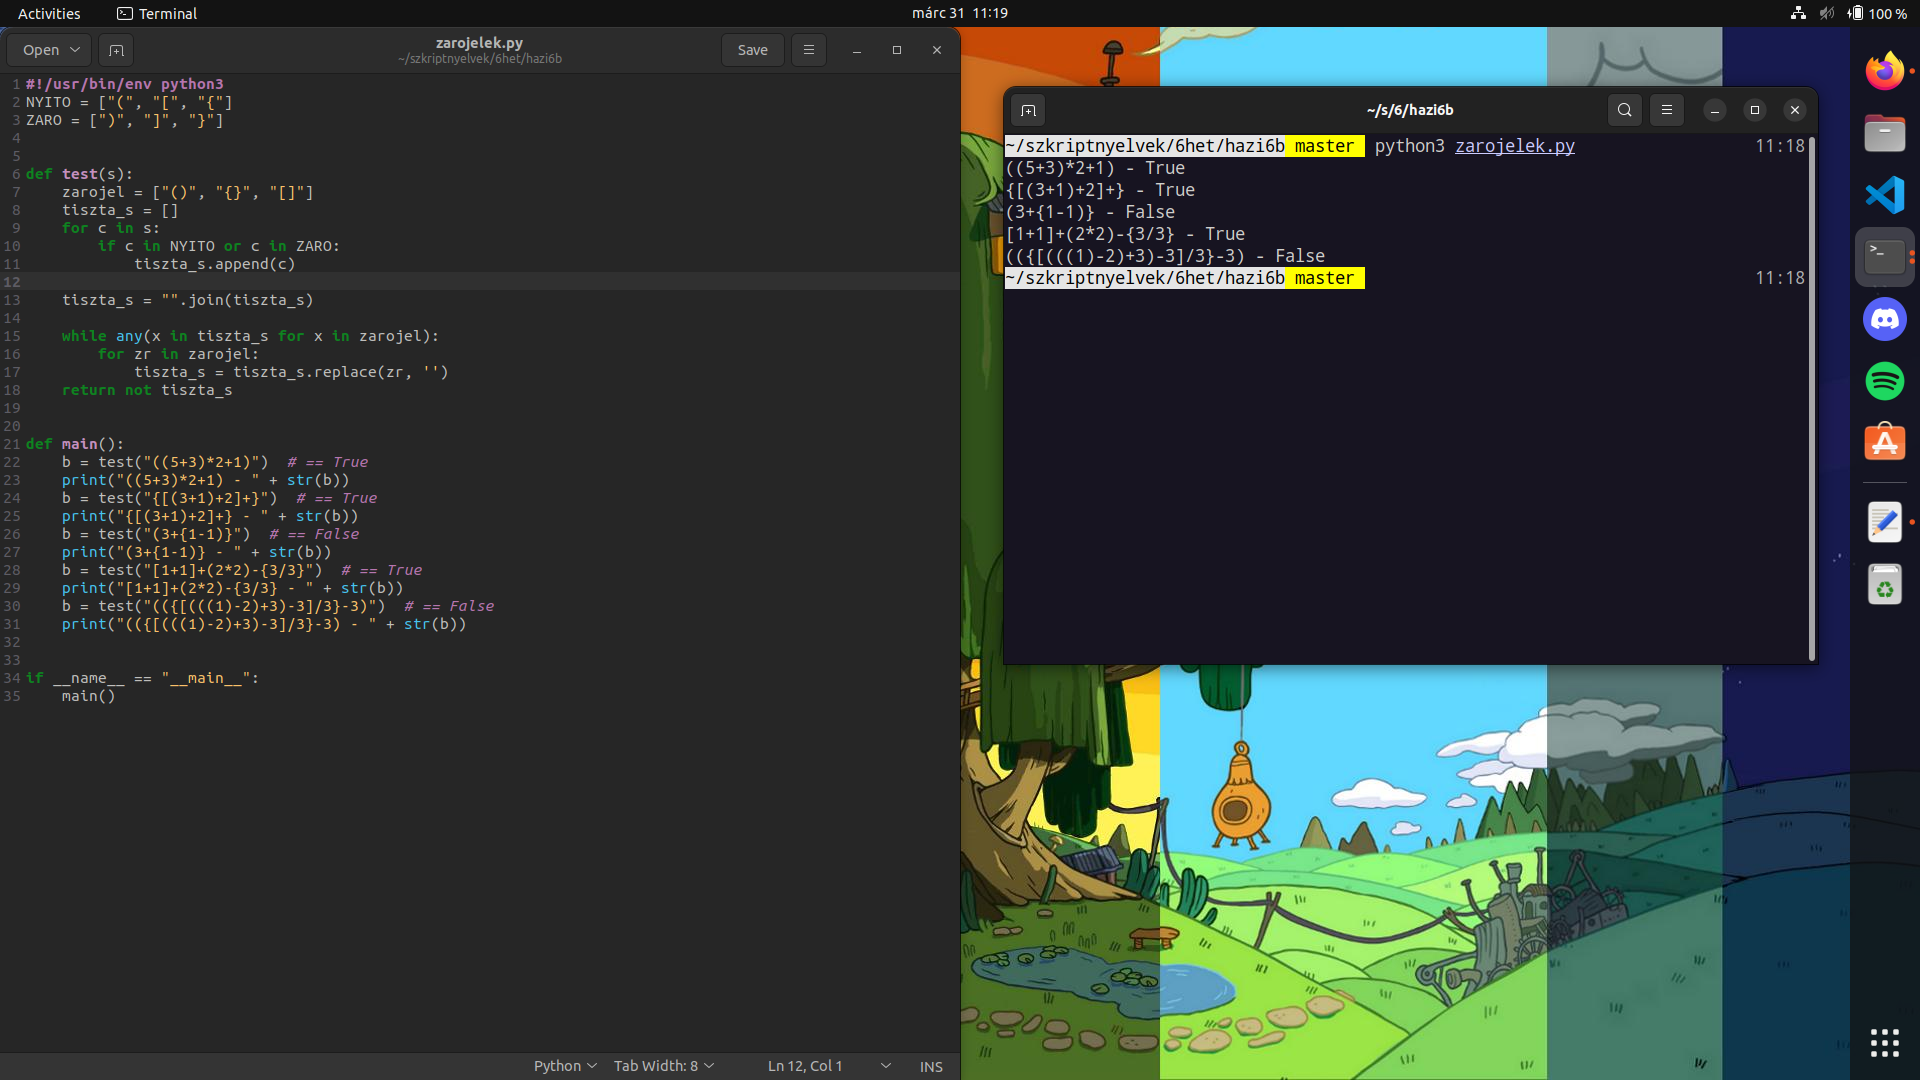 Activities
Terminal
márc 31 11:19
100 %
Open
zarojelek.py
~/szkriptnyelvek/6het/hazi6b
Save
1 #!/usr/bin/env python3
2 NYITO = ["(", "[", "{"]
3 ZARO = [")", "]", "}"]
4
5
6 def test(s):
7     zarojel = ["()", "{}", "[]"]
8     tiszta_s = []
9     for c in s:
10         if c in NYITO or c in ZARO:
11             tiszta_s.append(c)
12
13     tiszta_s = "".join(tiszta_s)
14
15     while any(x in tiszta_s for x in zarojel):
16         for zr in zarojel:
17             tiszta_s = tiszta_s.replace(zr, '')
18     return not tiszta_s
19
20
21 def main():
22     b = test("((5+3)*2+1)")  # == True
23     print("((5+3)*2+1) - " + str(b))
24     b = test("{[(3+1)+2]+}")  # == True
25     print("{[(3+1)+2]+} - " + str(b))
26     b = test("(3+{1-1)}")  # == False
27     print("(3+{1-1)} - " + str(b))
28     b = test("[1+1]+(2*2)-{3/3}")  # == True
29     print("[1+1]+(2*2)-{3/3} - " + str(b))
30     b = test("(({[(((1)-2)+3)-3]/3}-3)")  # == False
31     print("(({[(((1)-2)+3)-3]/3}-3) - " + str(b))
32
33
34 if __name__ == "__main__":
35     main()
Python
Tab Width: 8
Ln 12, Col 1
INS
~/s/6/hazi6b
~/szkriptnyelvek/6het/hazi6b master python3 zarojelek.py 11:18
((5+3)*2+1) - True
{[(3+1)+2]+} - True
(3+{1-1)} - False
[1+1]+(2*2)-{3/3} - True
(({[(((1)-2)+3)-3]/3}-3) - False
~/szkriptnyelvek/6het/hazi6b master 11:18